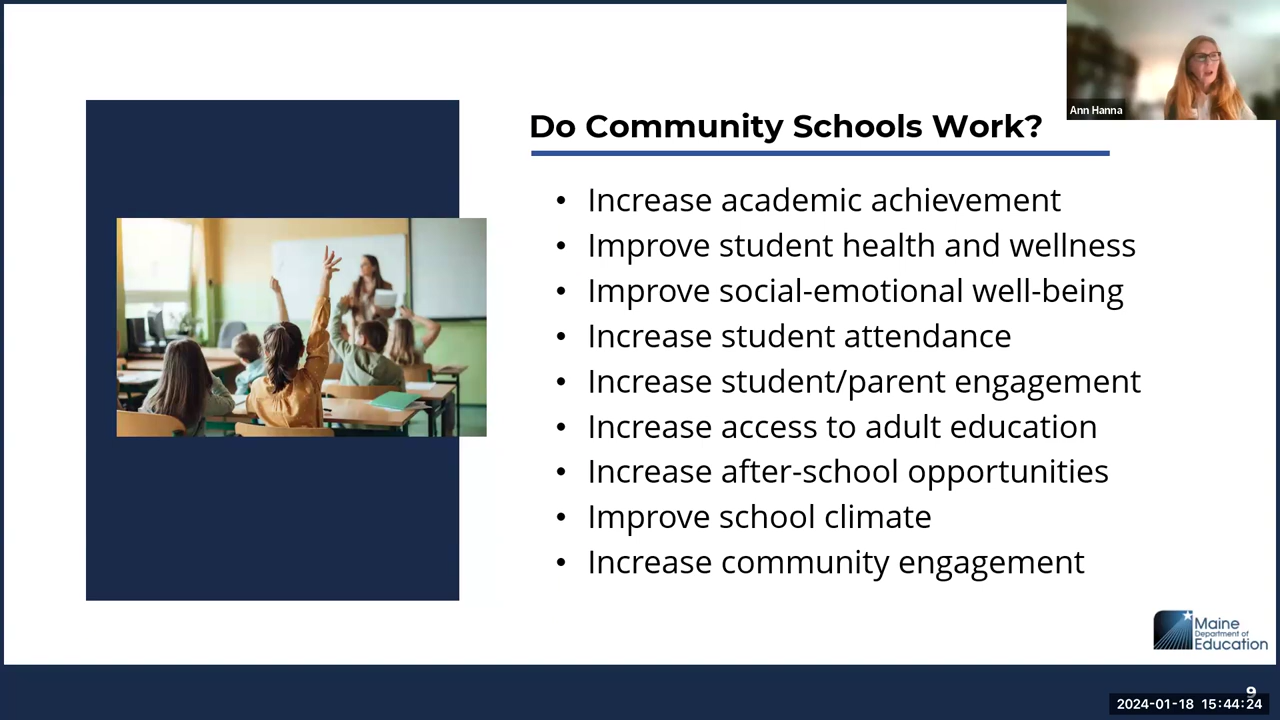 Ann Hanna
Do Community Schools Work?
• Increase academic achievement
• Improve student health and wellness
• Improve social-emotional well-being
• Increase student attendance
• Increase student/parent engagement
• Increase access to adult education
• Increase after-school opportunities
• Improve school climate
• Increase community engagement
Maine
Department of
Education
9
2024-01-18 15:44:24